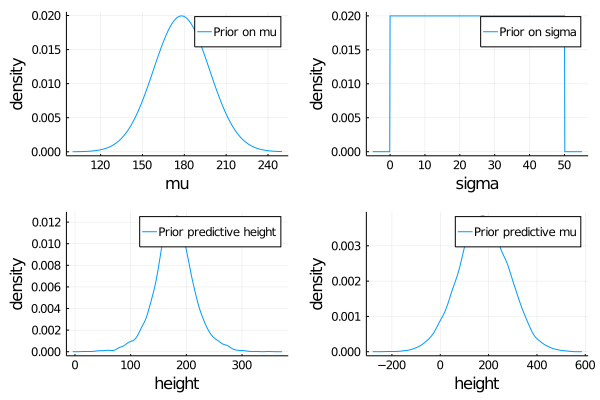 Prior on mu
density
0.020
0.015
0.010
0.005
0.000
120 150 180 210 240
mu
Prior on sigma
density
0.020
0.015
0.010
0.005
0.000
0 10 20 30 40 50
sigma
Prior predictive height
density
0.012
0.010
0.008
0.006
0.004
0.002
0.000
0 100 200 300
height
Prior predictive mu
density
0.003
0.002
0.001
0.000
−200 0 200 400 600
height